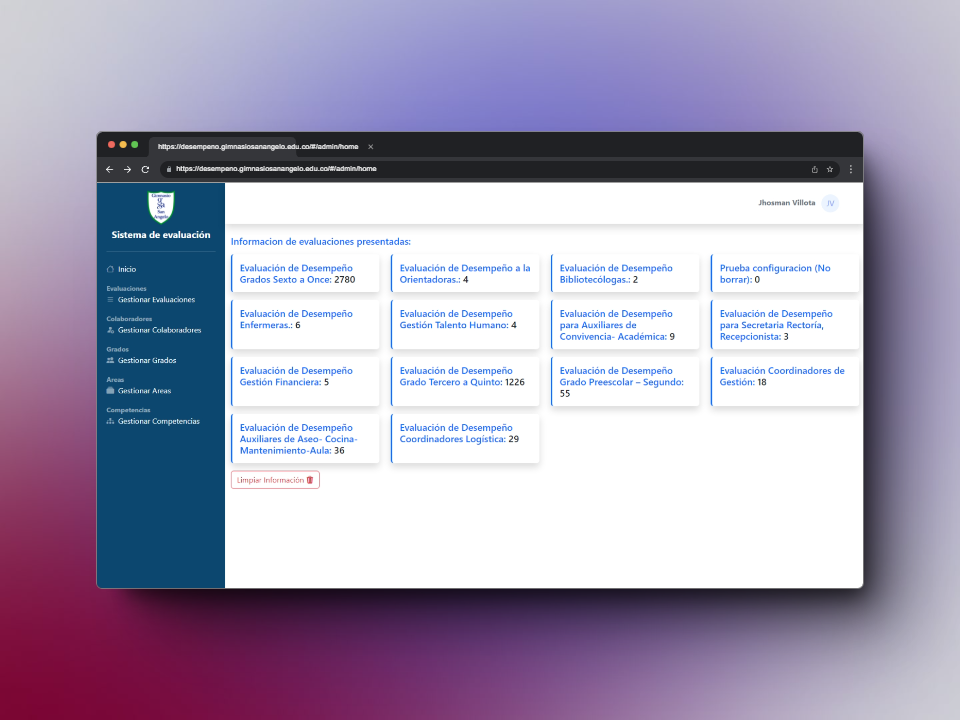 https://desempeno.gimnasiosanangelo.edu.co/#/admin/home
https://desempeno.gimnasiosanangelo.edu.co/#/admin/home
Gimnasio
San
Angelo
Sistema de evaluación
Inicio
Evaluaciones
Gestionar Evaluaciones
Colaboradores
Gestionar Colaboradores
Grados
Gestionar Grados
Areas
Gestionar Areas
Competencias
Gestionar Competencias
Jhosman Villota JV
Informacion de evaluaciones presentadas:
Evaluación de Desempeño
Grados Sexto a Once: 2780
Evaluación de Desempeño a la
Orientadoras.: 4
Evaluación de Desempeño
Bibliotecólogas.: 2
Prueba configuracion (No
borrar): 0
Evaluación de Desempeño
Enfermeras.: 6
Evaluación de Desempeño
Gestión Talento Humano: 4
Evaluación de Desempeño
para Auxiliares de
Convivencia- Académica: 9
Evaluación de Desempeño
para Secretaria Rectoría,
Recepcionista: 3
Evaluación de Desempeño
Gestión Financiera: 5
Evaluación de Desempeño
Grado Tercero a Quinto: 1226
Evaluación de Desempeño
Grado Preescolar – Segundo:
55
Evaluación Coordinadores de
Gestión: 18
Evaluación de Desempeño
Auxiliares de Aseo- Cocina-
Mantenimiento-Aula: 36
Evaluación de Desempeño
Coordinadores Logística: 29
Limpiar Información